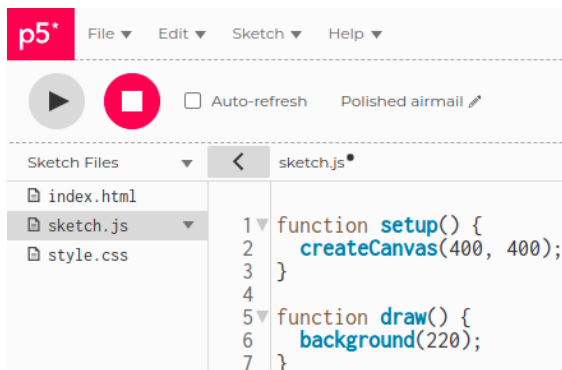 p5* File ▼ Edit ▼ Sketch ▼ Help ▼
Auto-refresh Polished airmail
Sketch Files ▼ < sketch.js●
index.html
sketch.js ▼
style.css
1 function setup() {
2 createCanvas(400, 400);
3 }
4
5 function draw() {
6 background(220);
7 }